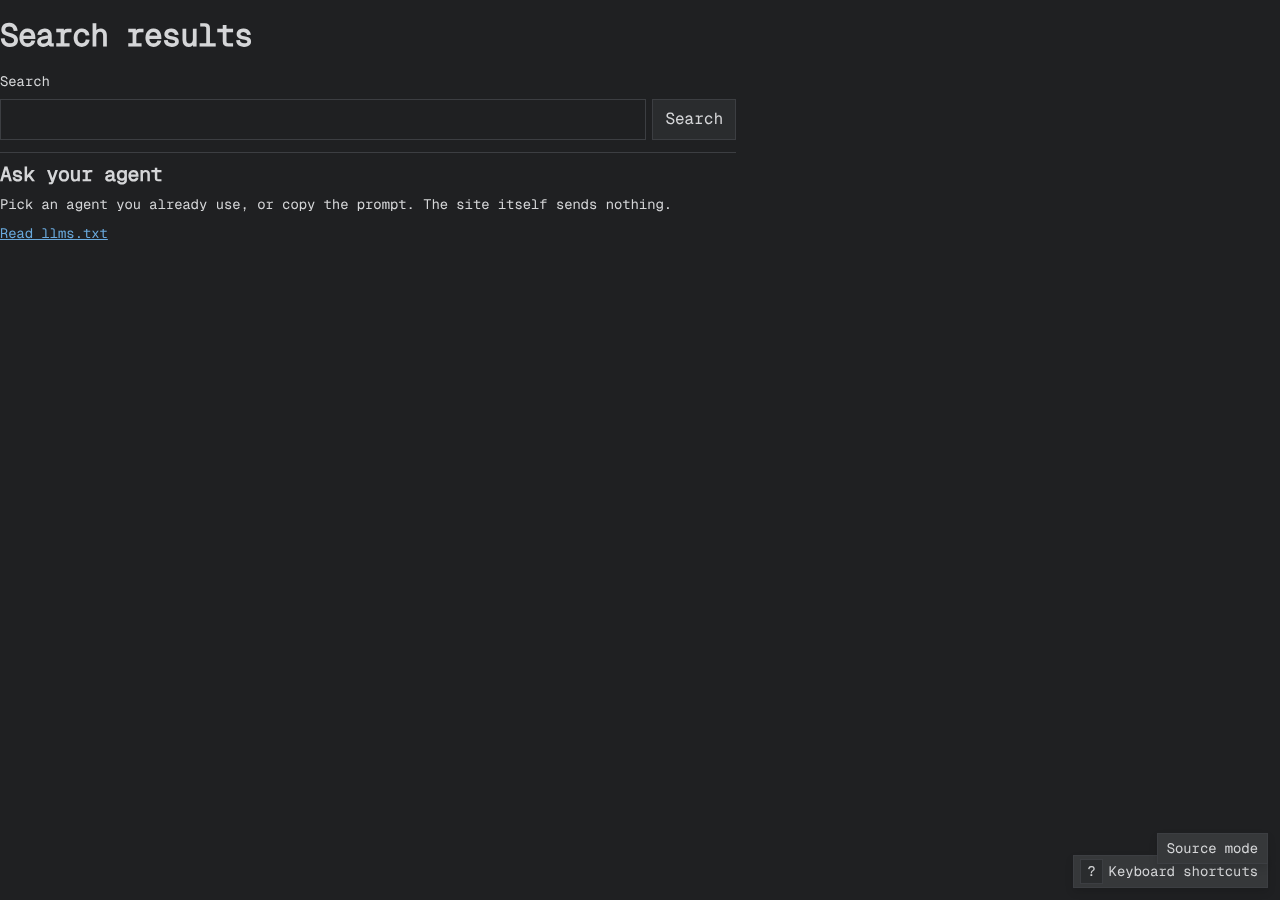 Search results
Search
Search
Ask your agent
Pick an agent you already use, or copy the prompt. The site itself sends nothing.
Read llms.txt
Source mode
? Keyboard shortcuts